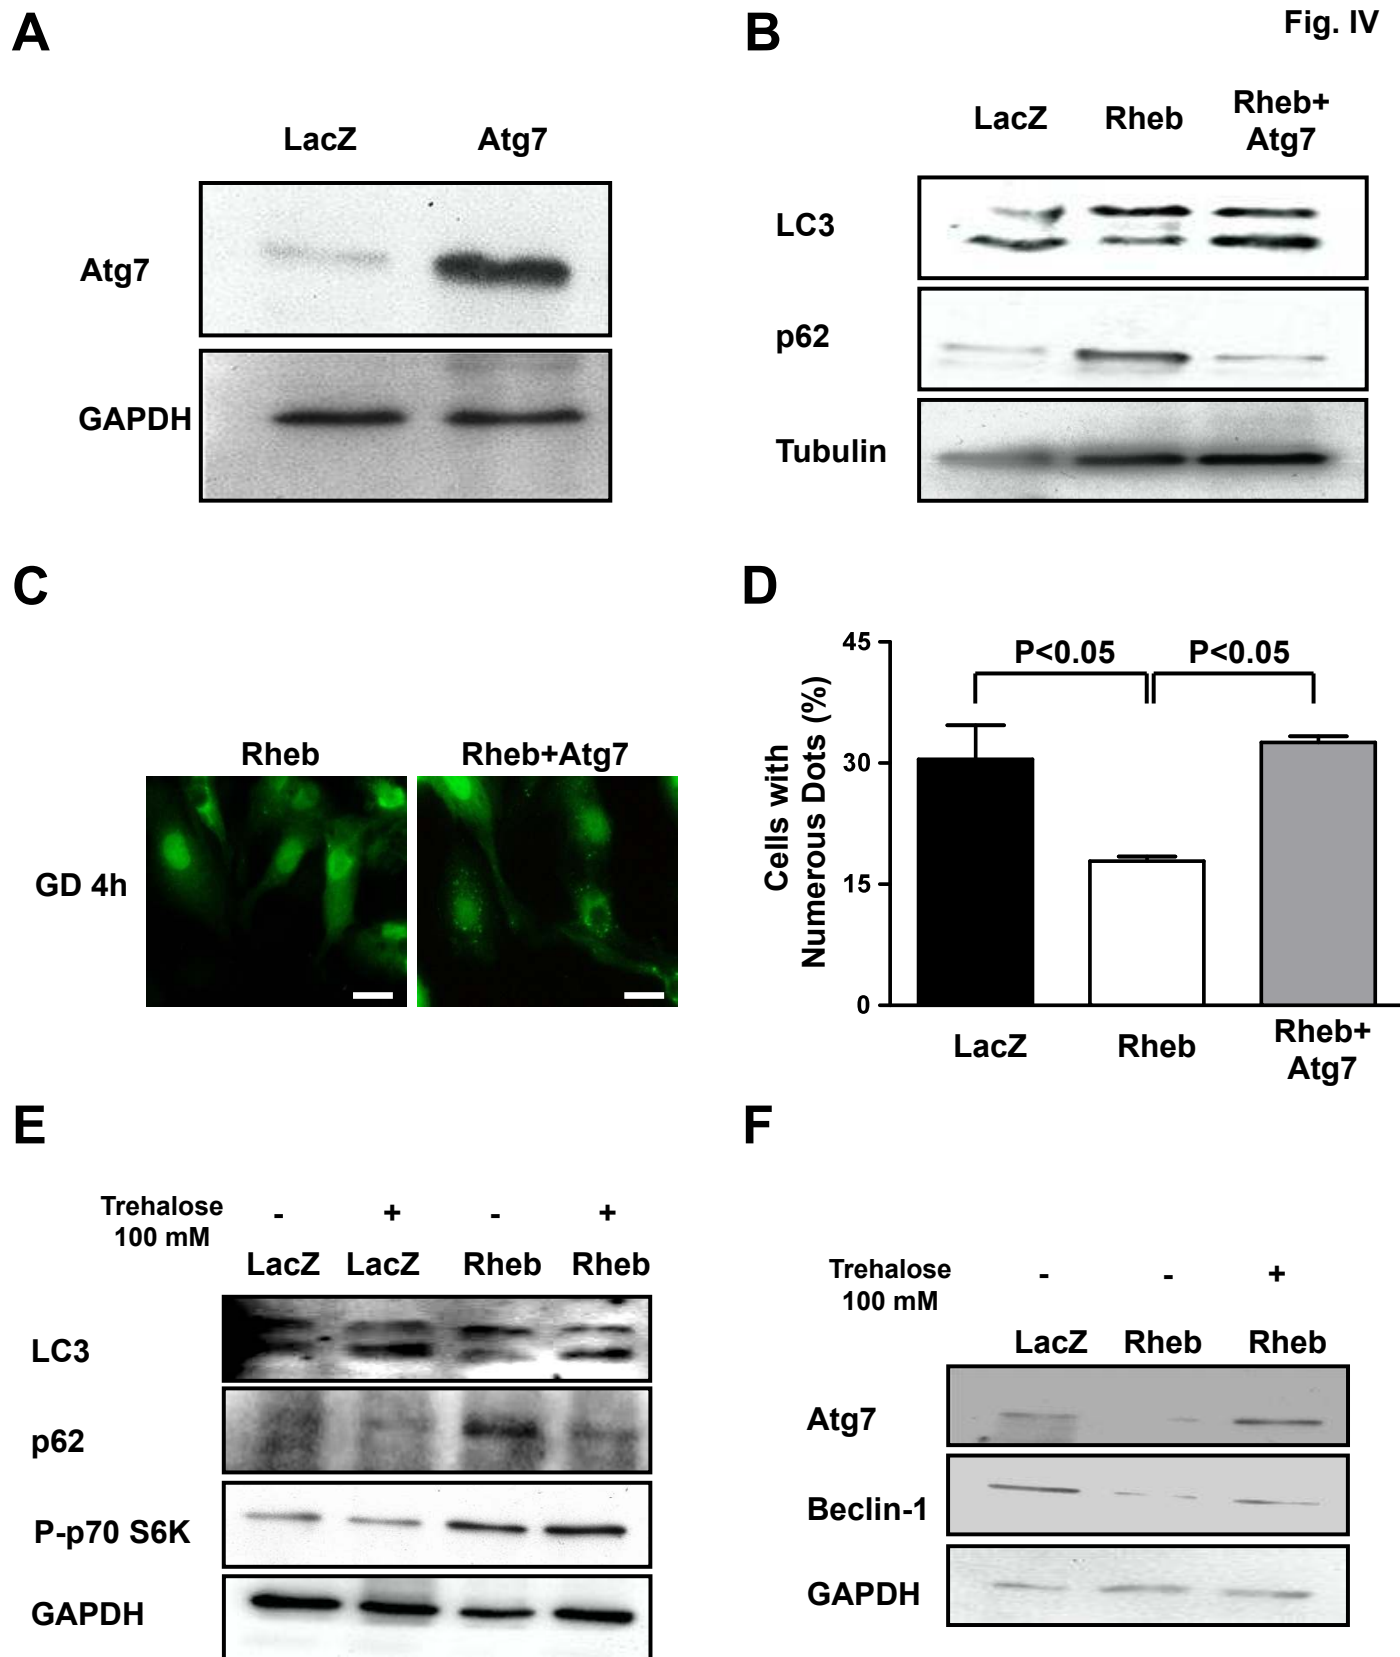 Fig. IV
A
LacZ Atg7
Atg7
GAPDH
B
LacZ Rheb Rheb+
Atg7
LC3
p62
Tubulin
C
Rheb Rheb+Atg7
GD 4h
D
Cells with
Numerous Dots (%)
45
30
15
0
P<0.05 P<0.05
LacZ Rheb Rheb+
Atg7
E
Trehalose
100 mM
- + - +
LacZ LacZ Rheb Rheb
LC3
p62
P-p70 S6K
GAPDH
F
Trehalose
100 mM
- - +
LacZ Rheb Rheb
Atg7
Beclin-1
GAPDH